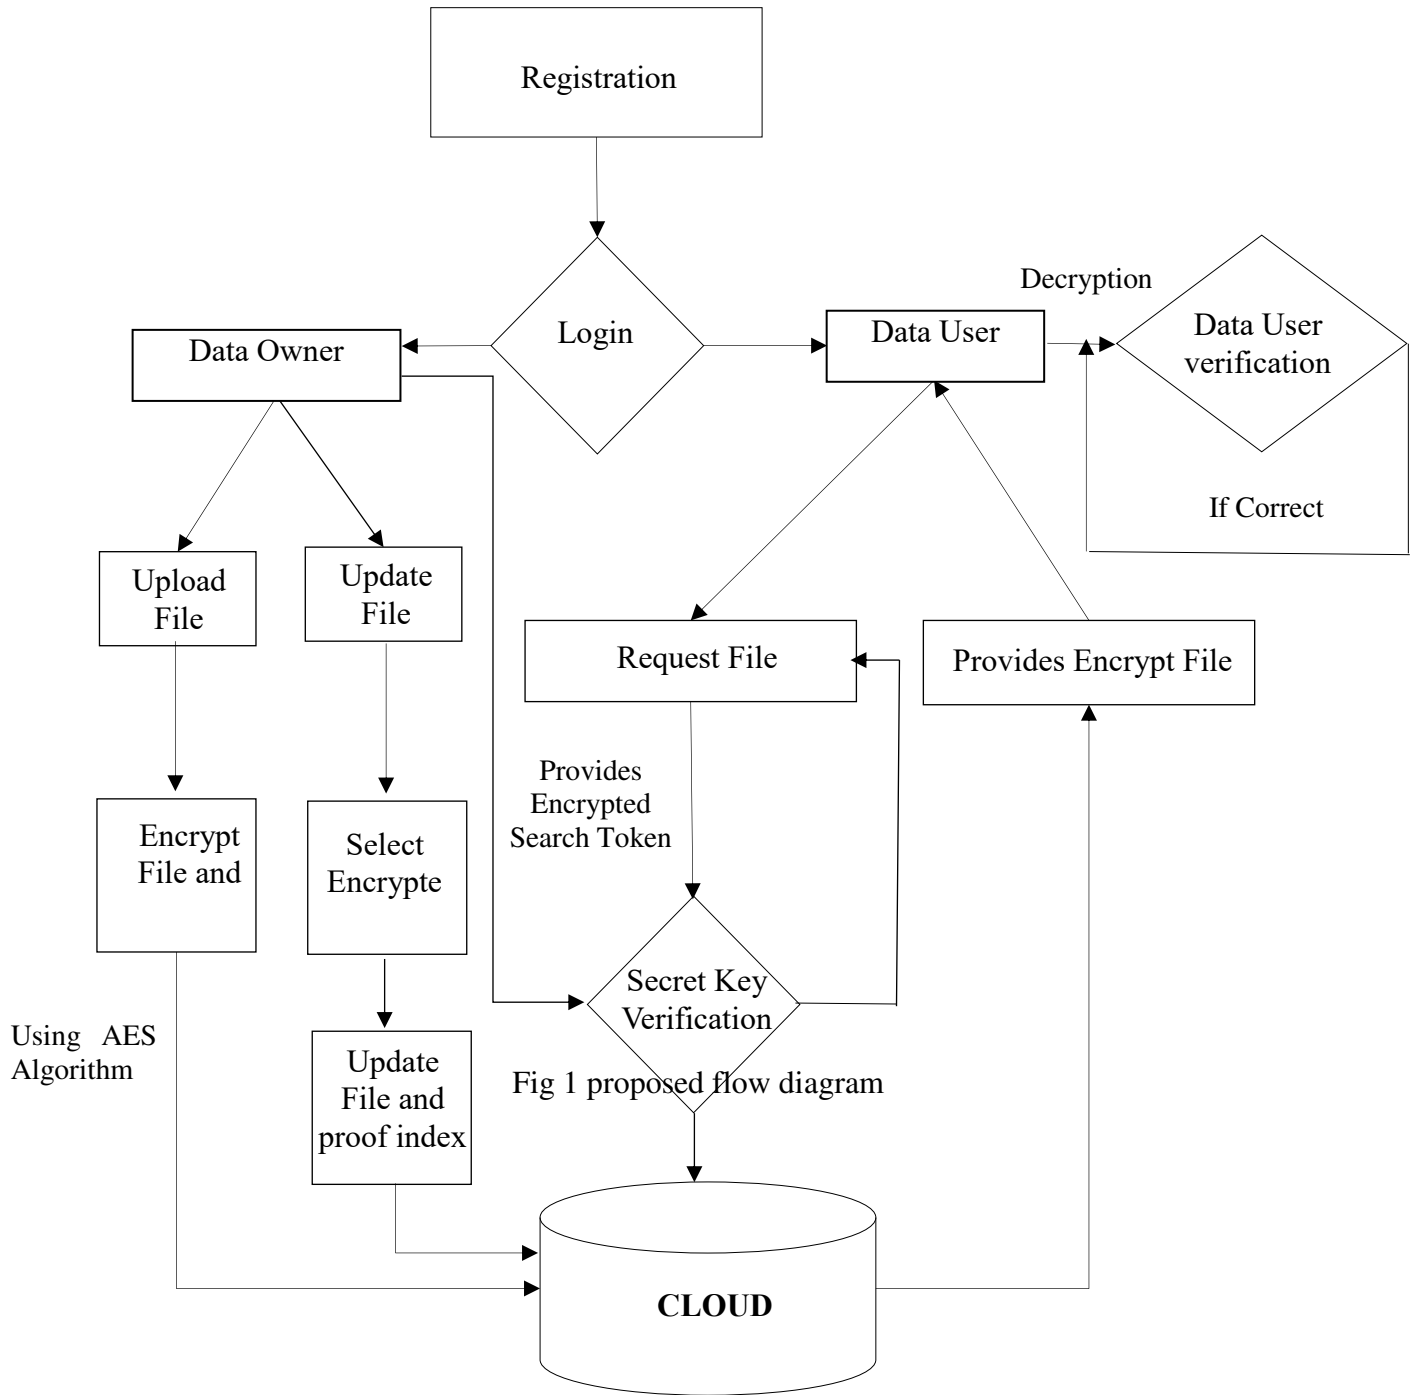 Registration
Decryption
Login
Data User
Data User
verification
Data Owner
If Correct
Upload
File
Update
File
Request File
Provides Encrypt File
Provides
Encrypted
Search Token
Encrypt
File and
Select
Encrypte
Secret Key
Verification
Using AES
Algorithm
Update
File and
proof index
Fig 1 proposed flow diagram
CLOUD